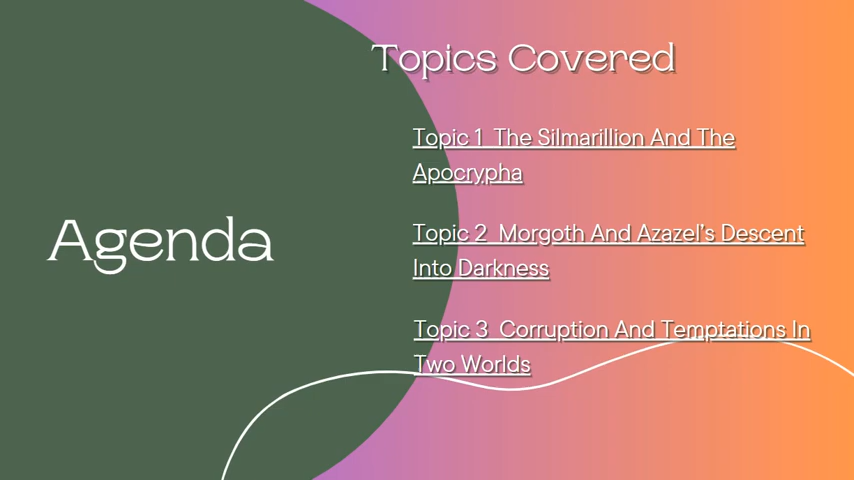 Topics Covered
Topic 1  The Silmarillion And The
Apocrypha
Agenda
Topic 2  Morgoth And Azazel's Descent
Into Darkness
Topic 3  Corruption And Temptations In
Two Worlds